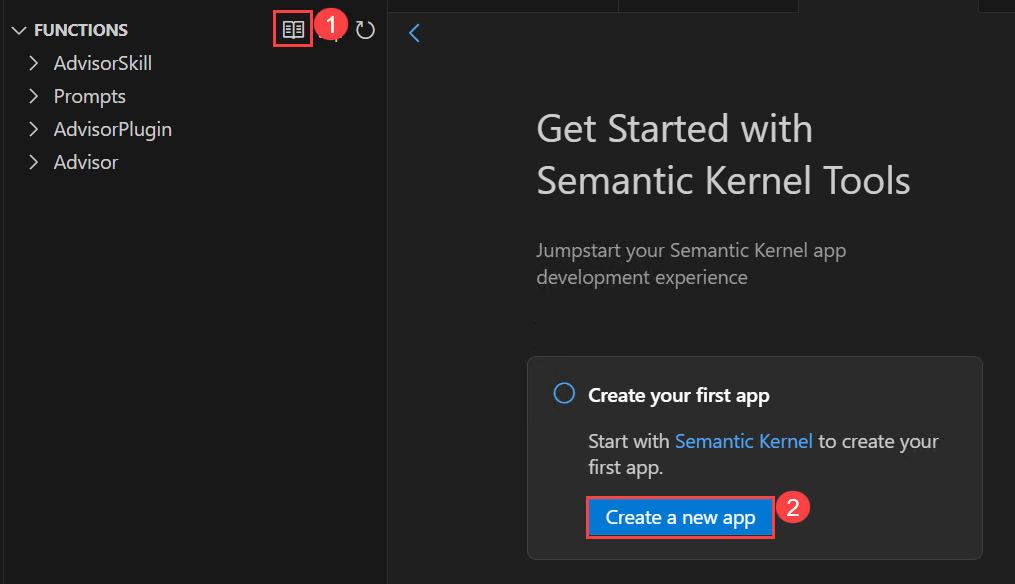 FUNCTIONS
1
AdvisorSkill
Prompts
AdvisorPlugin
Advisor
Get Started with
Semantic Kernel Tools
Jumpstart your Semantic Kernel app
development experience
Create your first app
Start with Semantic Kernel to create your
first app.
Create a new app
2